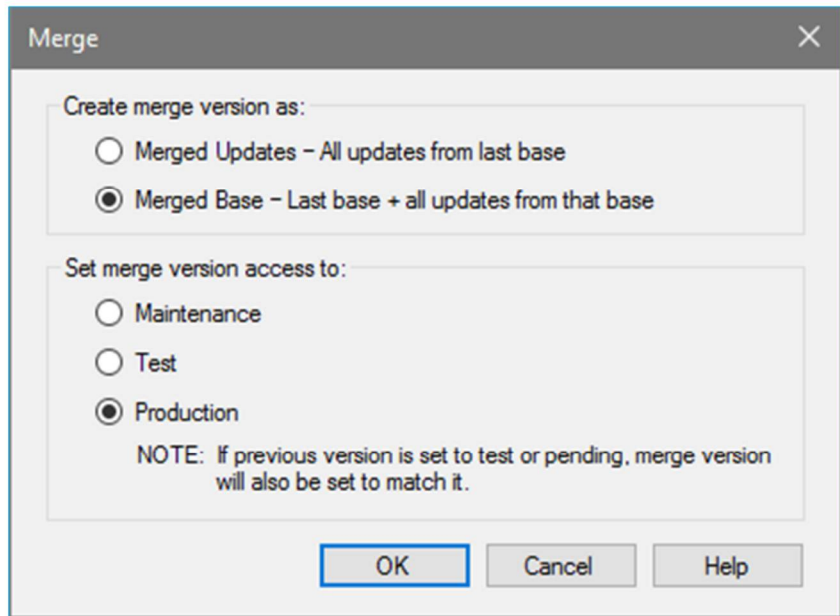 Merge
Create merge version as:
Merged Updates - All updates from last base
Merged Base - Last base + all updates from that base
Set merge version access to:
Maintenance
Test
Production
NOTE: If previous version is set to test or pending, merge version
will also be set to match it.
OK Cancel Help